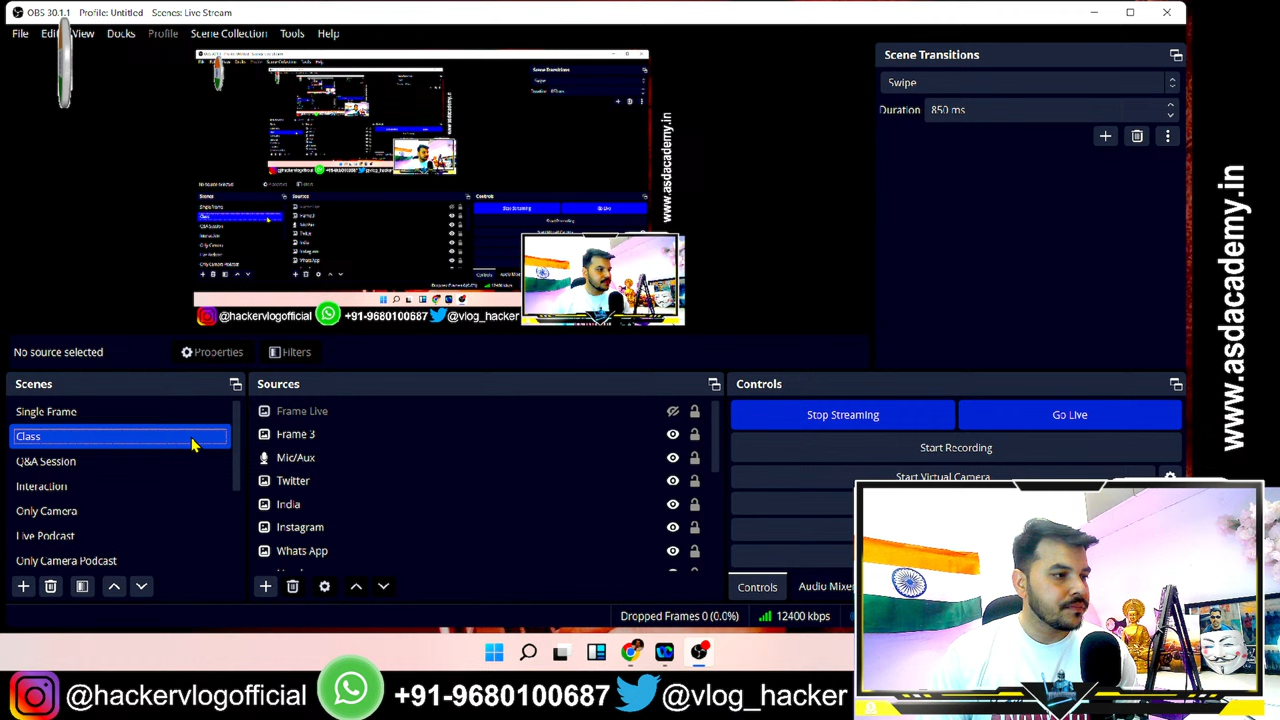 OBS 30.1.1 Profile: Untitled Scenes: Live Stream
File Edit View Docks Profile Scene Collection Tools Help
Scene Transitions
Swipe
Duration 850 ms
www.asdacademy.in
www.asdacademy.in
@hackervlogofficial +91-9680100687 @vlog_hacker
No source selected Properties Filters
Scenes
Single Frame
Class
Q&A Session
Interaction
Only Camera
Live Podcast
Only Camera Podcast
Sources
Frame Live
Frame 3
Mic/Aux
Twitter
India
Instagram
Whats App
Controls
Stop Streaming Go Live
Start Recording
Start Virtual Camera
Controls Audio Mixer
Dropped Frames 0 (0.0%) 12400 kbps
@hackervlogofficial +91-9680100687 @vlog_hacker